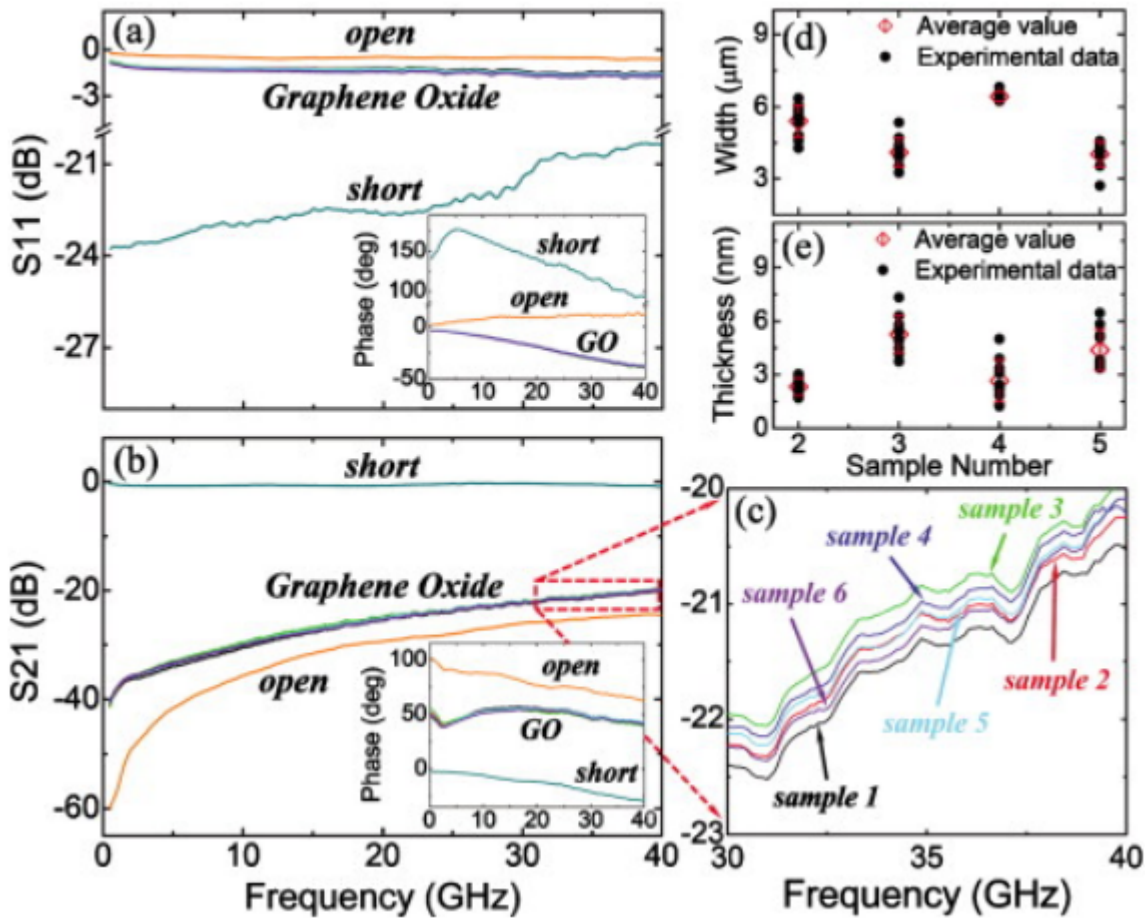 (a)
open
Graphene Oxide
short
S11 (dB)
0
-3
-21
-24
-27
Phase (deg)
150
100
0
-50
short
open
GO
0 10 20 30 40
(b)
short
Graphene Oxide
open
S21 (dB)
0
-20
-40
-60
Phase (deg)
100
50
0
open
GO
short
0 10 20 30 40
0 10 20 30 40
Frequency (GHz)
(d)
Average value
Experimental data
Width (μm)
9
6
3
(e)
Average value
Experimental data
Thickness (nm)
9
6
3
0
2 3 4 5
Sample Number
(c)
sample 3
sample 4
sample 6
sample 2
sample 5
sample 1
-20
-21
-22
-23
30 35 40
Frequency (GHz)